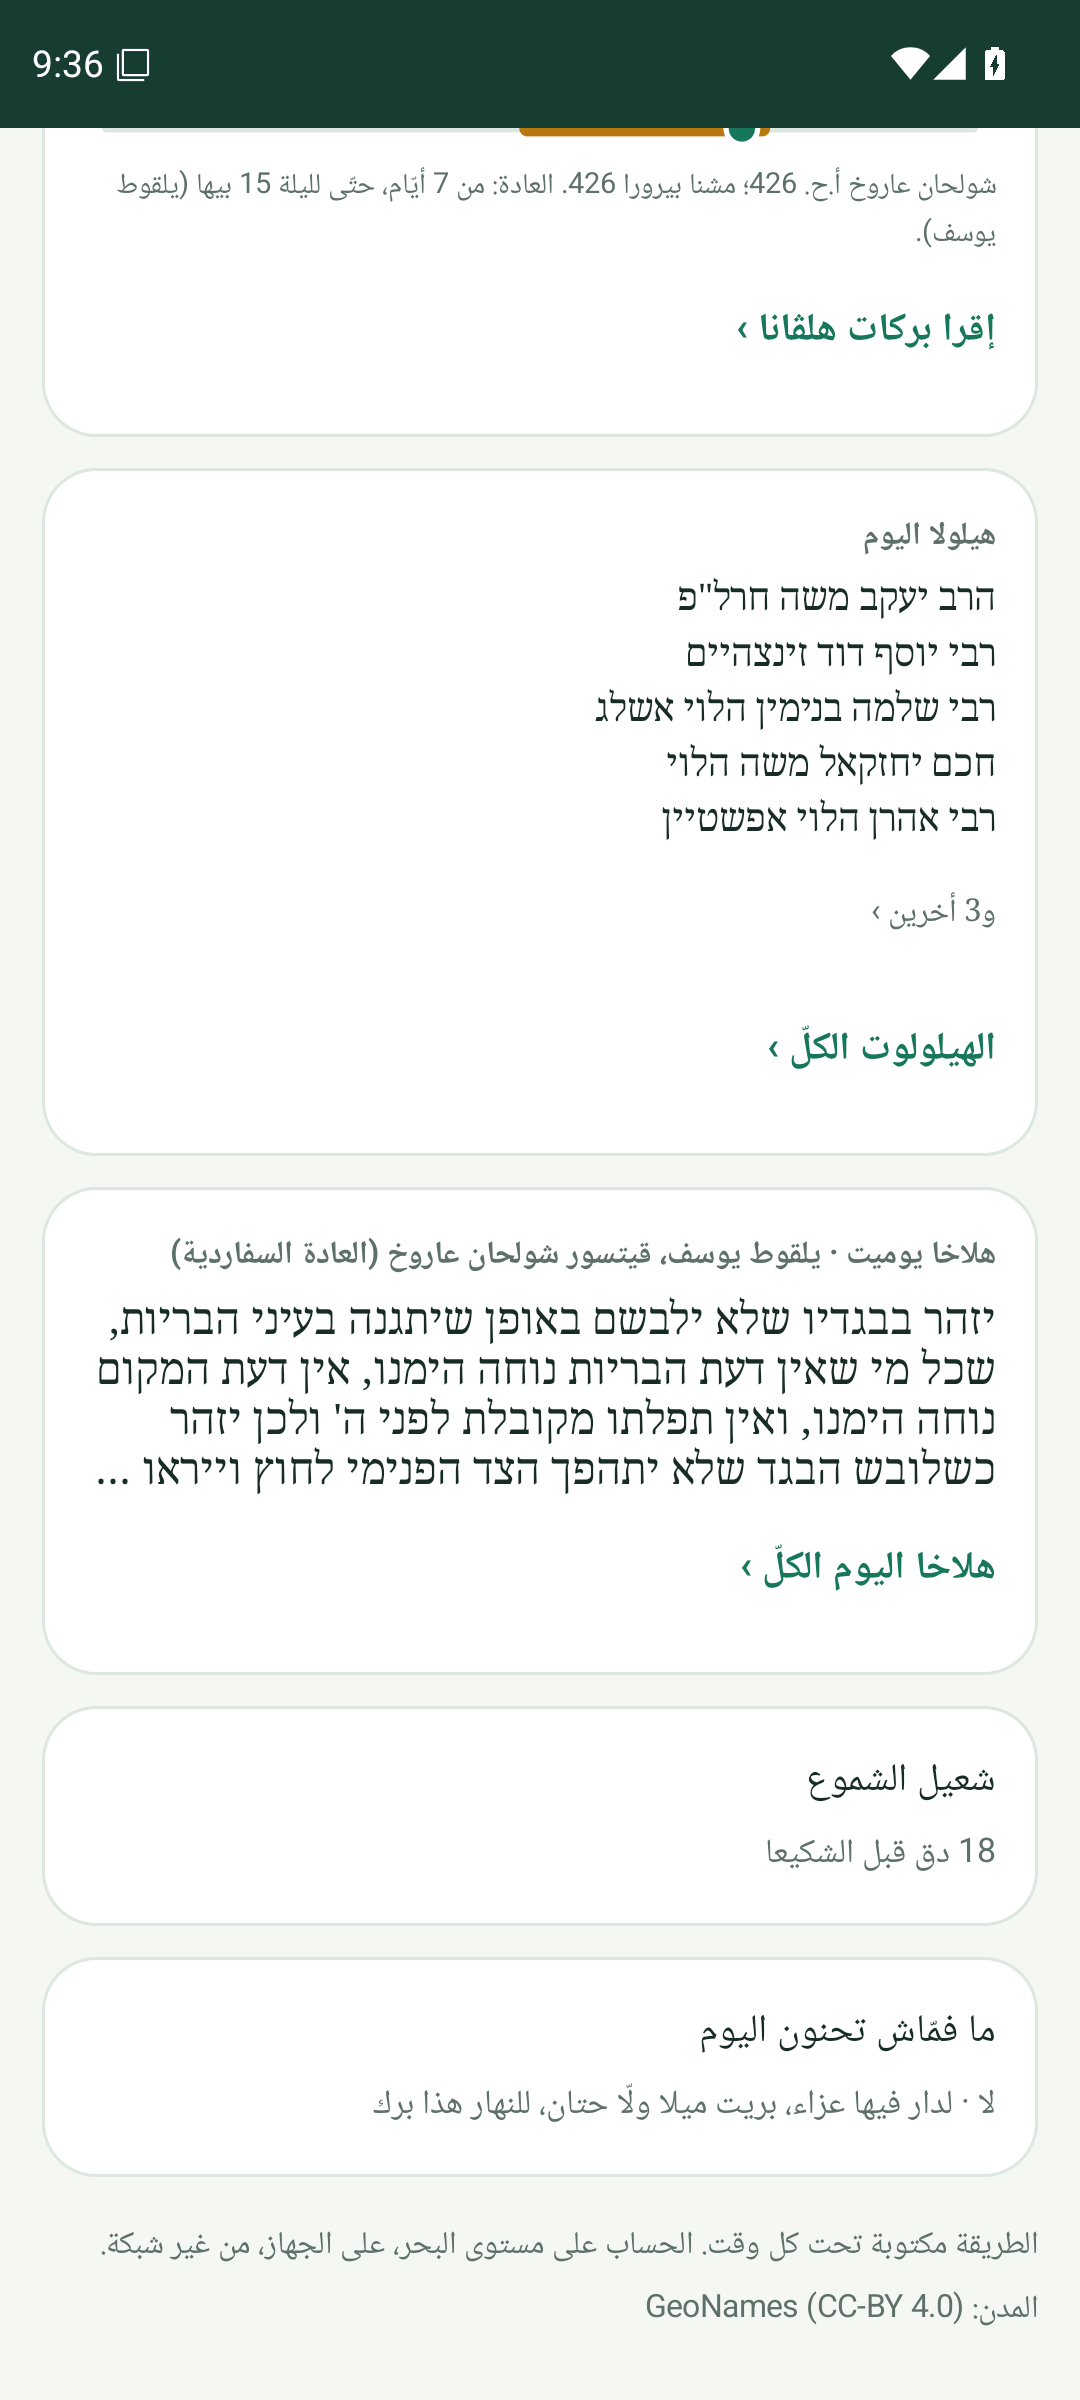 9:36
شولحان عاروخ أ.ح. 426؛ مشنا بيرورا 426. العادة: من 7 أيّام، حتّى لليلة 15 بيها (يلقوط
يوسف).
إقرا بركات هلڤانا ›
هيلولا اليوم
הרב יעקב משה חרל"פ
רבי יוסף דוד זינצהיים
רבי שלמה בנימין הלוי אשלג
חכם יחזקאל משה הלוי
רבי אהרן הלוי אפשטיין
و3 أخرين ›
الهيلولوت الكلّ ›
هلاخا يوميت · يلقوط يوسف، قيتسور شولحان عاروخ (العادة السفاردية)
יזהר בבגדיו שלא ילבשם באופן שיתגנה בעיני הבריות,
שכל מי שאין דעת הבריות נוחה הימנו, אין דעת המקום
נוחה הימנו, ואין תפלתו מקובלת לפני ה' ולכן יזהר
כשלובש הבגד שלא יתהפך הצד הפנימי לחוץ וייראו ...
هلاخا اليوم الكلّ ›
شعيل الشموع
18 دق قبل الشكيعا
ما فمّاش تحنون اليوم
لا · لدار فيها عزاء، بريت ميلا ولّا حتان، للنهار هذا برك
الطريقة مكتوبة تحت كل وقت. الحساب على مستوى البحر، على الجهاز، من غير شبكة.
المدن: GeoNames (CC-BY 4.0)